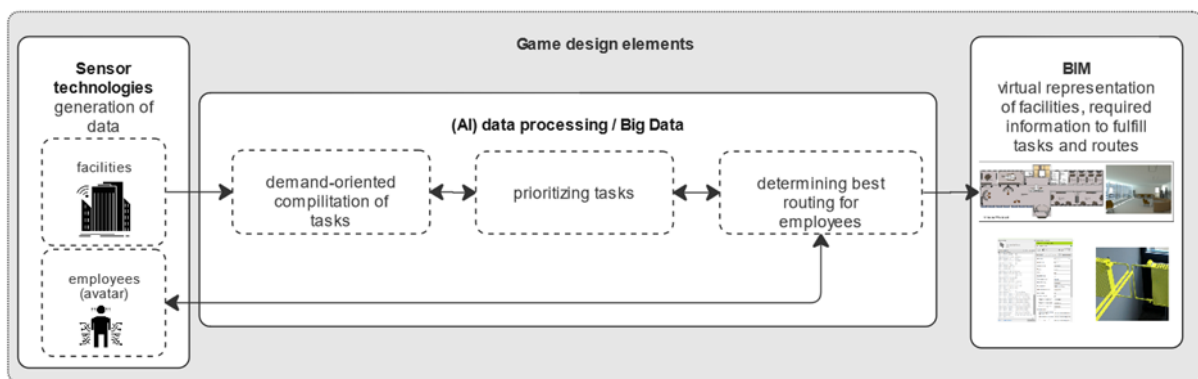 Game design elements
Sensor
technologies
generation of
data
facilities
employees
(avatar)
(AI) data processing / Big Data
demand-oriented
compilitation of
tasks
prioritizing tasks
determining best
routing for
employees
BIM
virtual representation
of facilities, required
information to fulfill
tasks and routes